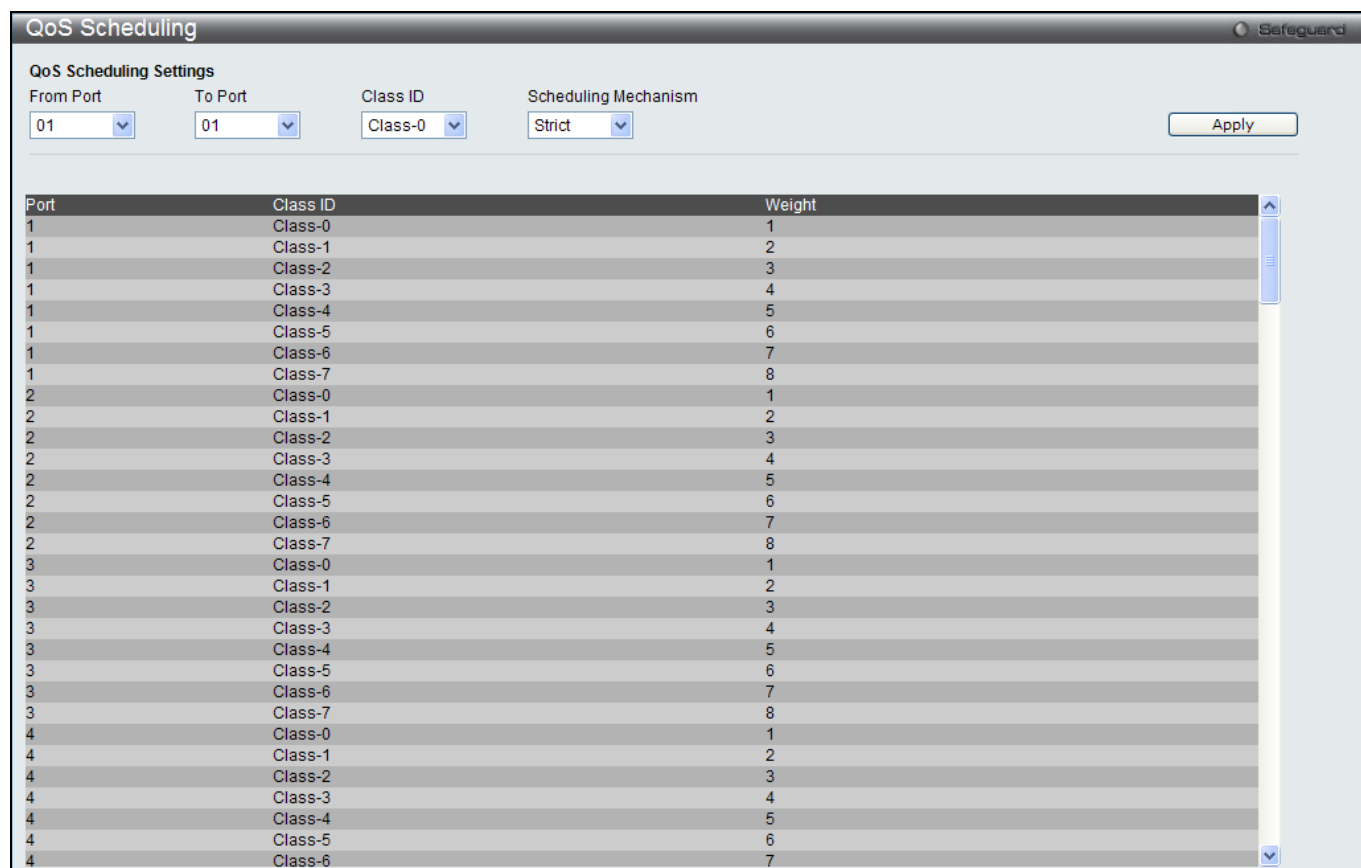 QoS Scheduling Safeguard
QoS Scheduling Settings
From Port To Port Class ID Scheduling Mechanism
01 01 Class-0 Strict Apply
Port Class ID Weight
1 Class-0 1
1 Class-1 2
1 Class-2 3
1 Class-3 4
1 Class-4 5
1 Class-5 6
1 Class-6 7
1 Class-7 8
2 Class-0 1
2 Class-1 2
2 Class-2 3
2 Class-3 4
2 Class-4 5
2 Class-5 6
2 Class-6 7
2 Class-7 8
3 Class-0 1
3 Class-1 2
3 Class-2 3
3 Class-3 4
3 Class-4 5
3 Class-5 6
3 Class-6 7
3 Class-7 8
4 Class-0 1
4 Class-1 2
4 Class-2 3
4 Class-3 4
4 Class-4 5
4 Class-5 6
4 Class-6 7